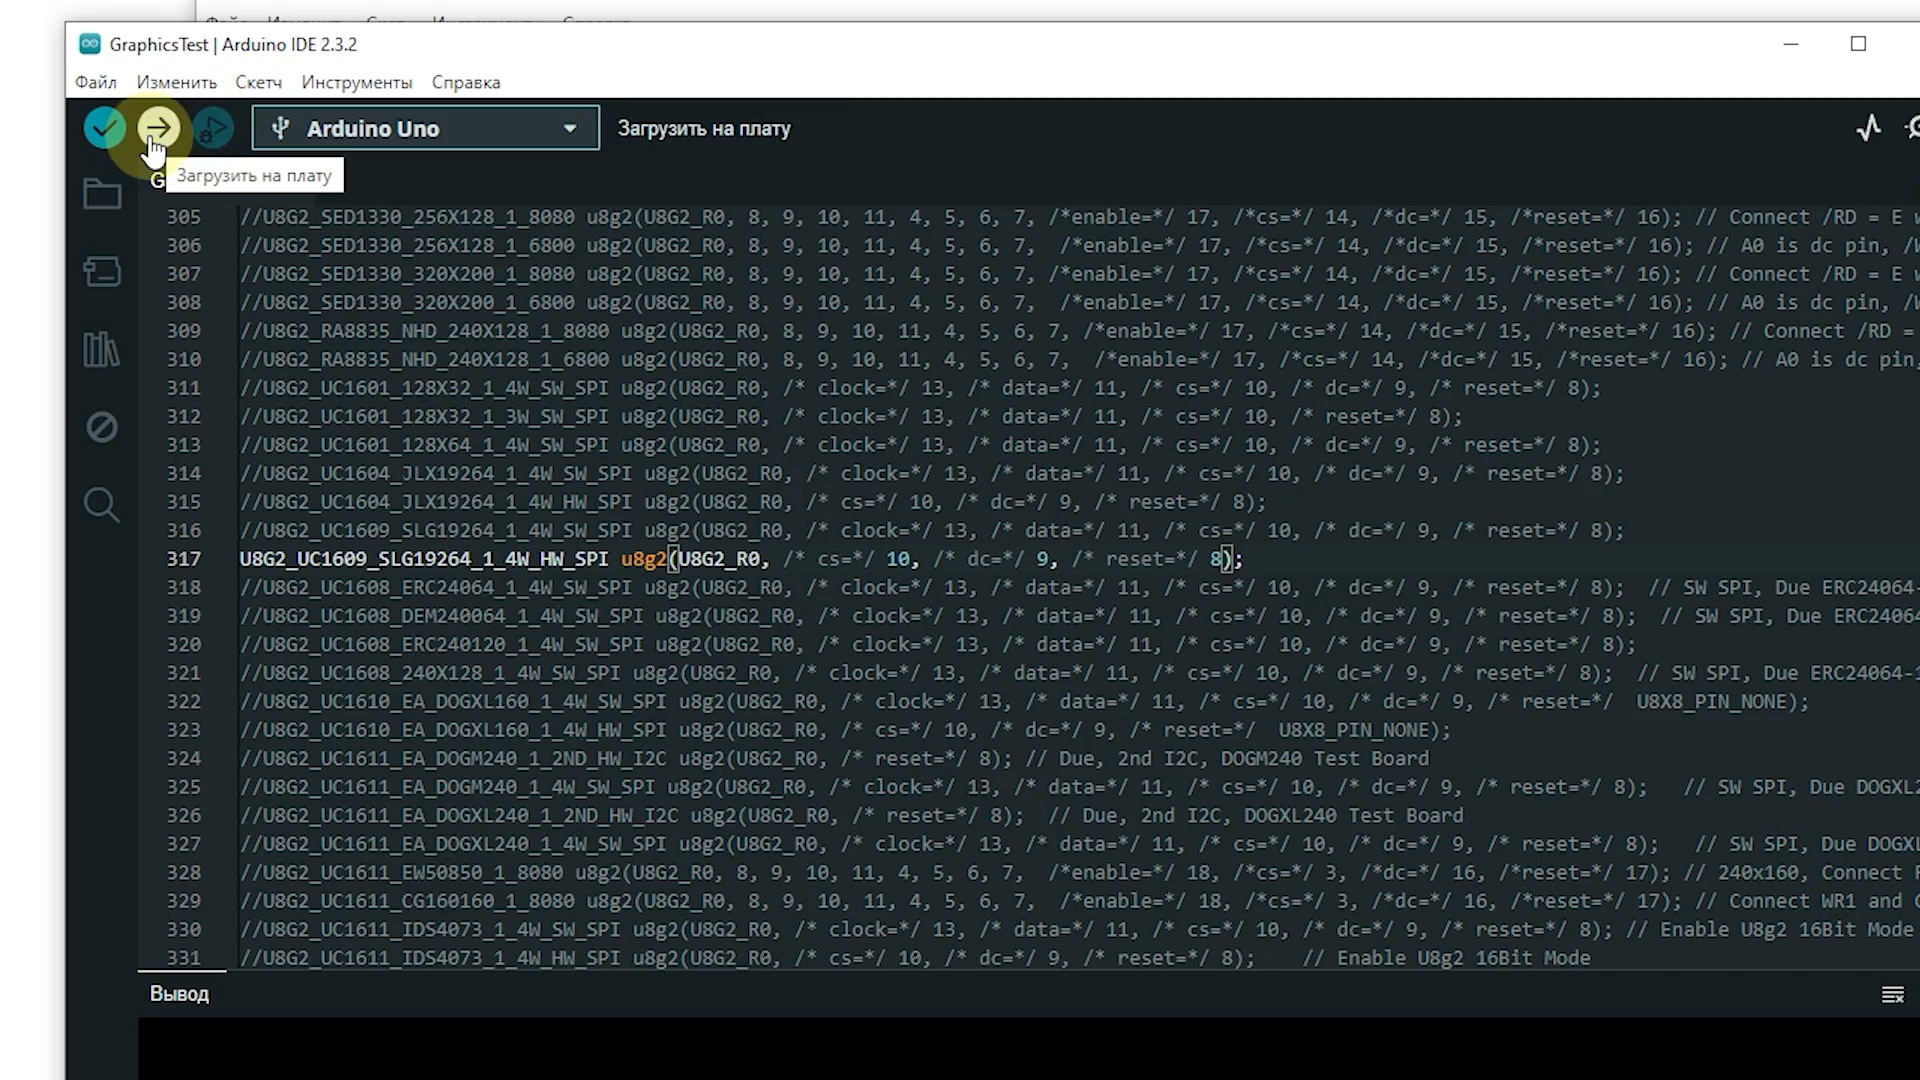 GraphicsTest | Arduino IDE 2.3.2
Файл Изменить Скетч Инструменты Справка
Arduino Uno Загрузить на плату
G Загрузить на плату
305 //U8G2_SED1330_256X128_1_8080 u8g2(U8G2_R0, 8, 9, 10, 11, 4, 5, 6, 7, /*enable=*/ 17, /*cs=*/ 14, /*dc=*/ 15, /*reset=*/ 16); // Connect /RD = E
306 //U8G2_SED1330_256X128_1_6800 u8g2(U8G2_R0, 8, 9, 10, 11, 4, 5, 6, 7,  /*enable=*/ 17, /*cs=*/ 14, /*dc=*/ 15, /*reset=*/ 16); // A0 is dc pin,
307 //U8G2_SED1330_320X200_1_8080 u8g2(U8G2_R0, 8, 9, 10, 11, 4, 5, 6, 7, /*enable=*/ 17, /*cs=*/ 14, /*dc=*/ 15, /*reset=*/ 16); // Connect /RD = E
308 //U8G2_SED1330_320X200_1_6800 u8g2(U8G2_R0, 8, 9, 10, 11, 4, 5, 6, 7,  /*enable=*/ 17, /*cs=*/ 14, /*dc=*/ 15, /*reset=*/ 16); // A0 is dc pin,
309 //U8G2_RA8835_NHD_240X128_1_8080 u8g2(U8G2_R0, 8, 9, 10, 11, 4, 5, 6, 7, /*enable=*/ 17, /*cs=*/ 14, /*dc=*/ 15, /*reset=*/ 16); // Connect /RD =
310 //U8G2_RA8835_NHD_240X128_1_6800 u8g2(U8G2_R0, 8, 9, 10, 11, 4, 5, 6, 7,  /*enable=*/ 17, /*cs=*/ 14, /*dc=*/ 15, /*reset=*/ 16); // A0 is dc pin,
311 //U8G2_UC1601_128X32_1_4W_SW_SPI u8g2(U8G2_R0, /* clock=*/ 13, /* data=*/ 11, /* cs=*/ 10, /* dc=*/ 9, /* reset=*/ 8);
312 //U8G2_UC1601_128X32_1_3W_SW_SPI u8g2(U8G2_R0, /* clock=*/ 13, /* data=*/ 11, /* cs=*/ 10, /* reset=*/ 8);
313 //U8G2_UC1601_128X64_1_4W_SW_SPI u8g2(U8G2_R0, /* clock=*/ 13, /* data=*/ 11, /* cs=*/ 10, /* dc=*/ 9, /* reset=*/ 8);
314 //U8G2_UC1604_JLX19264_1_4W_SW_SPI u8g2(U8G2_R0, /* clock=*/ 13, /* data=*/ 11, /* cs=*/ 10, /* dc=*/ 9, /* reset=*/ 8);
315 //U8G2_UC1604_JLX19264_1_4W_HW_SPI u8g2(U8G2_R0, /* cs=*/ 10, /* dc=*/ 9, /* reset=*/ 8);
316 //U8G2_UC1609_SLG19264_1_4W_SW_SPI u8g2(U8G2_R0, /* clock=*/ 13, /* data=*/ 11, /* cs=*/ 10, /* dc=*/ 9, /* reset=*/ 8);
317 U8G2_UC1609_SLG19264_1_4W_HW_SPI u8g2(U8G2_R0, /* cs=*/ 10, /* dc=*/ 9, /* reset=*/ 8);
318 //U8G2_UC1608_ERC24064_1_4W_SW_SPI u8g2(U8G2_R0, /* clock=*/ 13, /* data=*/ 11, /* cs=*/ 10, /* dc=*/ 9, /* reset=*/ 8);  // SW SPI, Due ERC24064-
319 //U8G2_UC1608_DEM240064_1_4W_SW_SPI u8g2(U8G2_R0, /* clock=*/ 13, /* data=*/ 11, /* cs=*/ 10, /* dc=*/ 9, /* reset=*/ 8);  // SW SPI, Due ERC24064
320 //U8G2_UC1608_ERC240120_1_4W_SW_SPI u8g2(U8G2_R0, /* clock=*/ 13, /* data=*/ 11, /* cs=*/ 10, /* dc=*/ 9, /* reset=*/ 8);
321 //U8G2_UC1608_240X128_1_4W_SW_SPI u8g2(U8G2_R0, /* clock=*/ 13, /* data=*/ 11, /* cs=*/ 10, /* dc=*/ 9, /* reset=*/ 8);  // SW SPI, Due ERC24064-1
322 //U8G2_UC1610_EA_DOGXL160_1_4W_SW_SPI u8g2(U8G2_R0, /* clock=*/ 13, /* data=*/ 11, /* cs=*/ 10, /* dc=*/ 9, /* reset=*/  U8X8_PIN_NONE);
323 //U8G2_UC1610_EA_DOGXL160_1_4W_HW_SPI u8g2(U8G2_R0, /* cs=*/ 10, /* dc=*/ 9, /* reset=*/  U8X8_PIN_NONE);
324 //U8G2_UC1611_EA_DOGM240_1_2ND_HW_I2C u8g2(U8G2_R0, /* reset=*/ 8); // Due, 2nd I2C, DOGM240 Test Board
325 //U8G2_UC1611_EA_DOGM240_1_4W_SW_SPI u8g2(U8G2_R0, /* clock=*/ 13, /* data=*/ 11, /* cs=*/ 10, /* dc=*/ 9, /* reset=*/ 8);   // SW SPI, Due DOGXL2
326 //U8G2_UC1611_EA_DOGXL240_1_2ND_HW_I2C u8g2(U8G2_R0, /* reset=*/ 8);  // Due, 2nd I2C, DOGXL240 Test Board
327 //U8G2_UC1611_EA_DOGXL240_1_4W_SW_SPI u8g2(U8G2_R0, /* clock=*/ 13, /* data=*/ 11, /* cs=*/ 10, /* dc=*/ 9, /* reset=*/ 8);   // SW SPI, Due DOGXL
328 //U8G2_UC1611_EW50850_1_8080 u8g2(U8G2_R0, 8, 9, 10, 11, 4, 5, 6, 7,  /*enable=*/ 18, /*cs=*/ 3, /*dc=*/ 16, /*reset=*/ 17); // 240x160, Connect
329 //U8G2_UC1611_CG160160_1_8080 u8g2(U8G2_R0, 8, 9, 10, 11, 4, 5, 6, 7,  /*enable=*/ 18, /*cs=*/ 3, /*dc=*/ 16, /*reset=*/ 17); // Connect WR1 and
330 //U8G2_UC1611_IDS4073_1_4W_SW_SPI u8g2(U8G2_R0, /* clock=*/ 13, /* data=*/ 11, /* cs=*/ 10, /* dc=*/ 9, /* reset=*/ 8); // Enable U8g2 16Bit Mode
331 //U8G2_UC1611_IDS4073_1_4W_HW_SPI u8g2(U8G2_R0, /* cs=*/ 10, /* dc=*/ 9, /* reset=*/ 8);    // Enable U8g2 16Bit Mode
Вывод